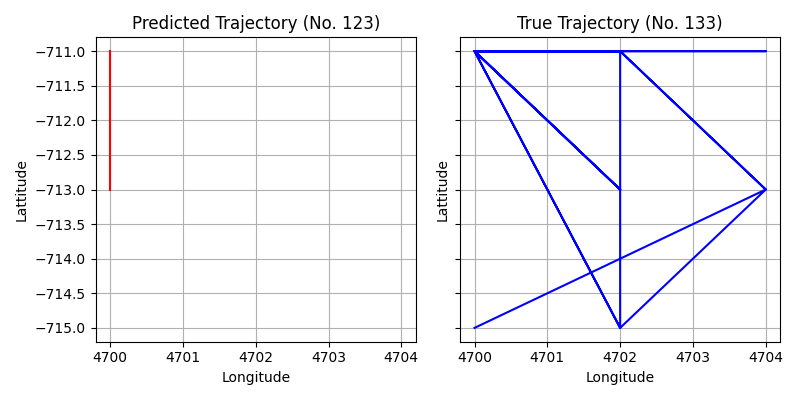 Predicted Trajectory (No. 123)
−711.0
−711.5
−712.0
−712.5
−713.0
−713.5
−714.0
−714.5
−715.0
Lattitude
4700 4701 4702 4703 4704
Longitude
True Trajectory (No. 133)
Lattitude
4700 4701 4702 4703 4704
Longitude